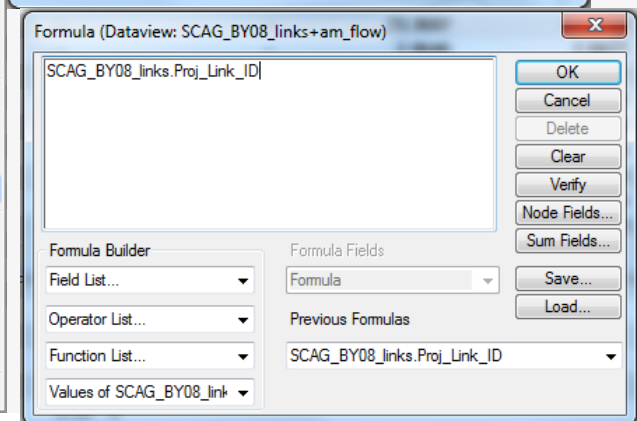 Formula (Dataview: SCAG_BY08_links+am_flow)
SCAG_BY08_links.Proj_Link_ID
OK
Cancel
Delete
Clear
Verify
Node Fields...
Sum Fields...
Save...
Load...
Formula Builder
Field List...
Operator List...
Function List...
Values of SCAG_BY08_link
Formula Fields
Formula
Previous Formulas
SCAG_BY08_links.Proj_Link_ID